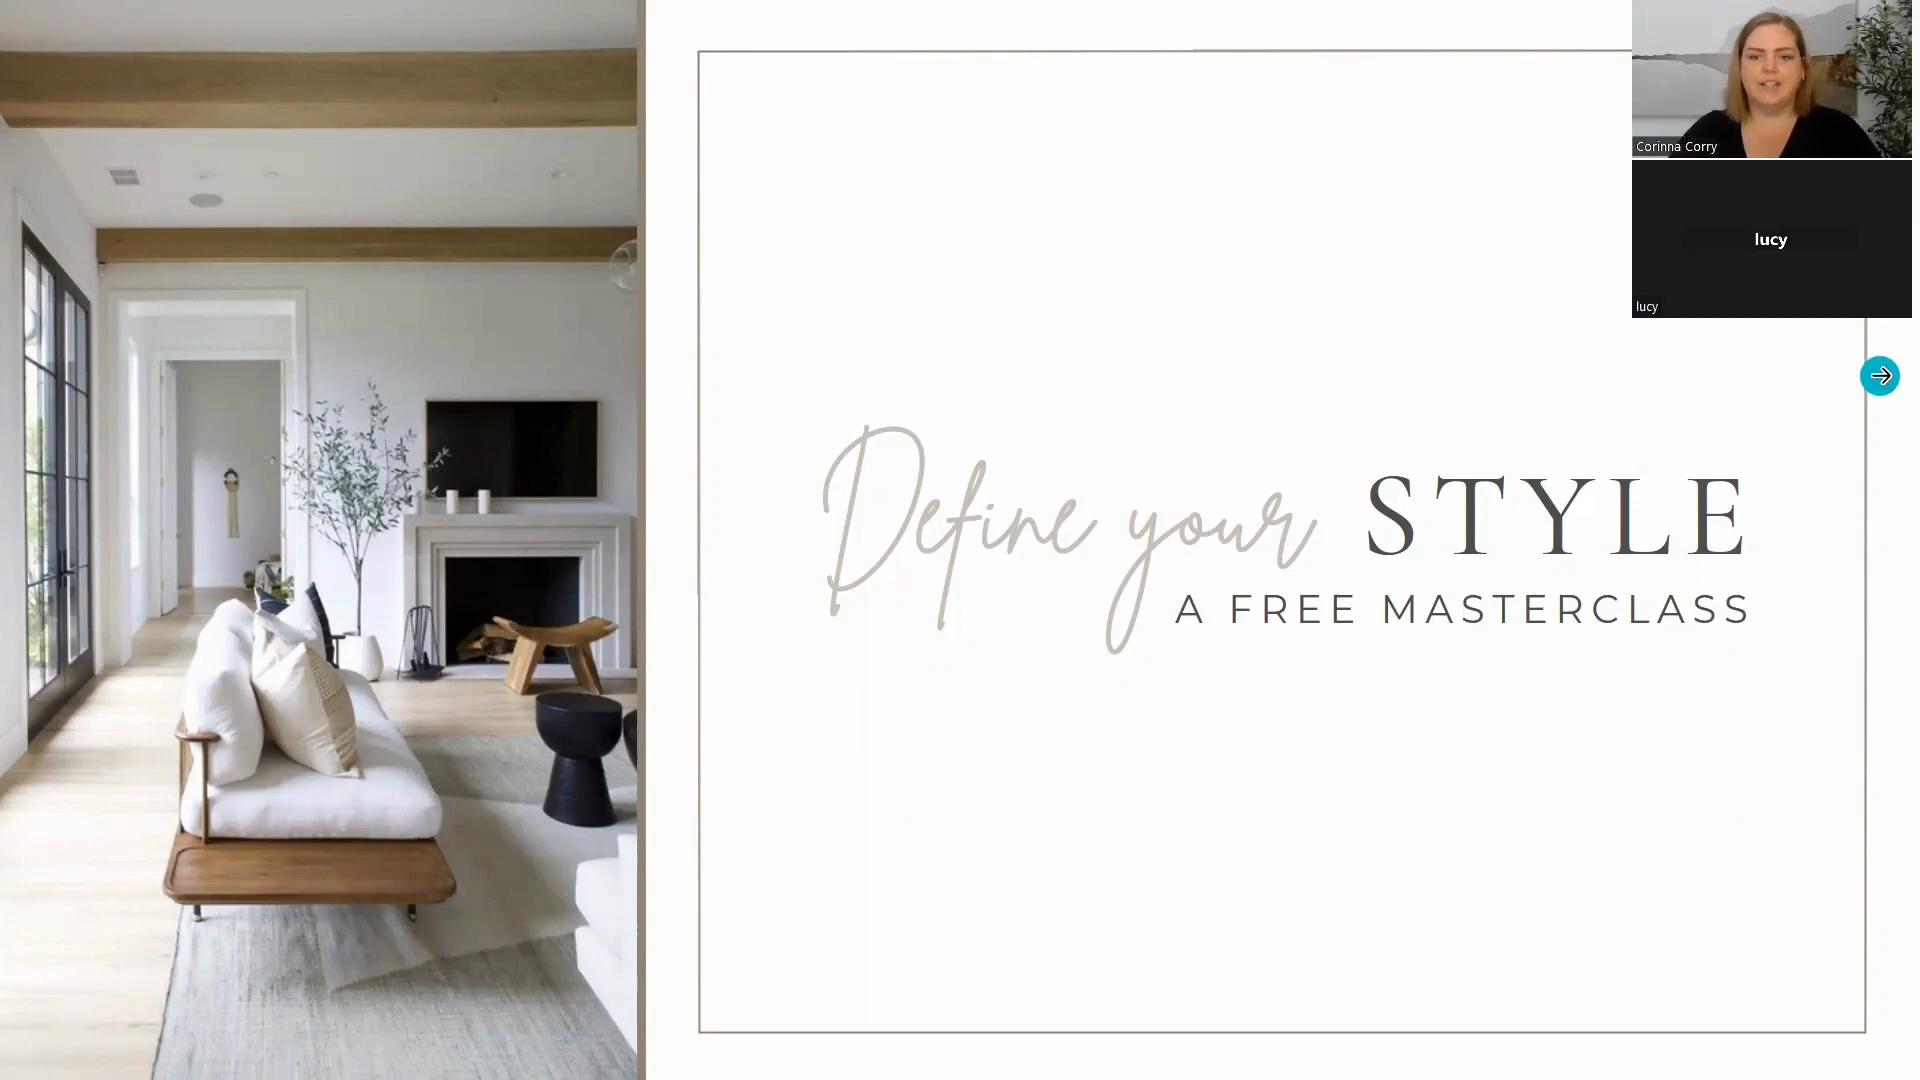 Corinna Corry
lucy
lucy
Define your STYLE
A FREE MASTERCLASS